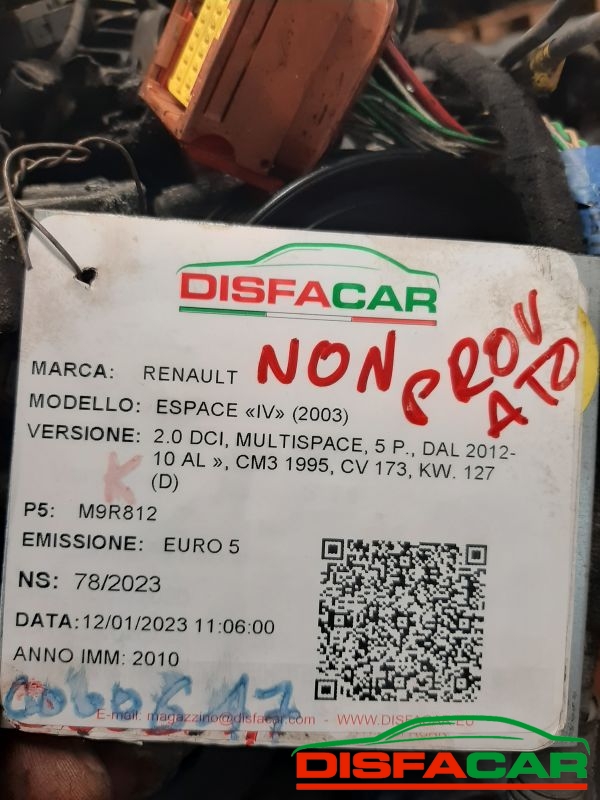 DISFACAR
MARCA: RENAULT NON PROVATO
MODELLO: ESPACE «IV» (2003)
VERSIONE: 2.0 DCI, MULTISPACE, 5 P., DAL 2012-
10 AL », CM3 1995, CV 173, KW. 127
(D)
K
P5: M9R812
EMISSIONE: EURO 5
NS: 78/2023
DATA:12/01/2023 11:06:00
ANNO IMM: 2010
E-mail: magazzino@disfacar.com - WWW.DISFACAR.EU
DISFACAR